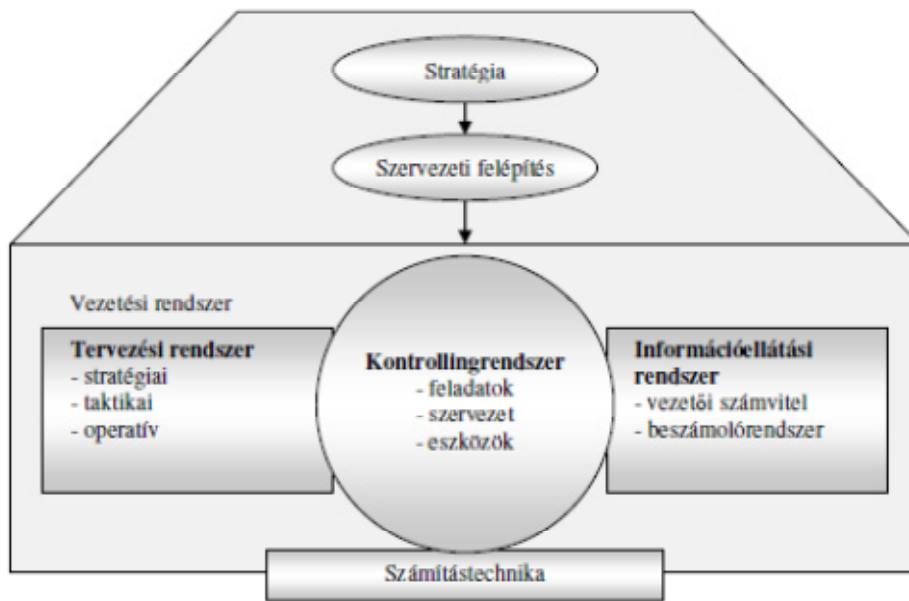 Stratégia
Szervezeti felépítés
Vezetési rendszer
Tervezési rendszer
- stratégiai
- taktikai
- operatív
Kontrollingrendszer
- feladatok
- szervezet
- eszközök
Információellátási
rendszer
- vezetői számvitel
- beszámolórendszer
Számítástechnika